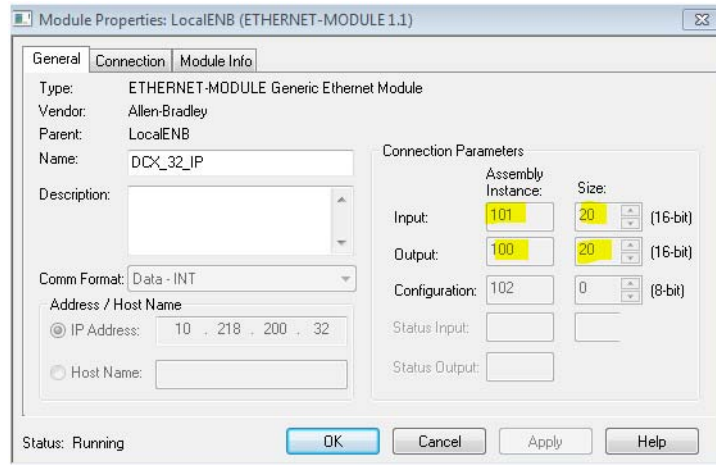 Module Properties: LocalENB (ETHERNET-MODULE 1.1)
General Connection Module Info
Type: ETHERNET-MODULE Generic Ethernet Module
Vendor: Allen-Bradley
Parent: LocalENB
Name: DCX_32_IP
Description:
Comm Format: Data - INT
Address / Host Name
IP Address: 10 . 218 . 200 . 32
Host Name:
Connection Parameters
Assembly
Instance: Size:
Input: 101 20 (16-bit)
Output: 100 20 (16-bit)
Configuration: 102 0 (8-bit)
Status Input:
Status Output:
Status: Running OK Cancel Apply Help